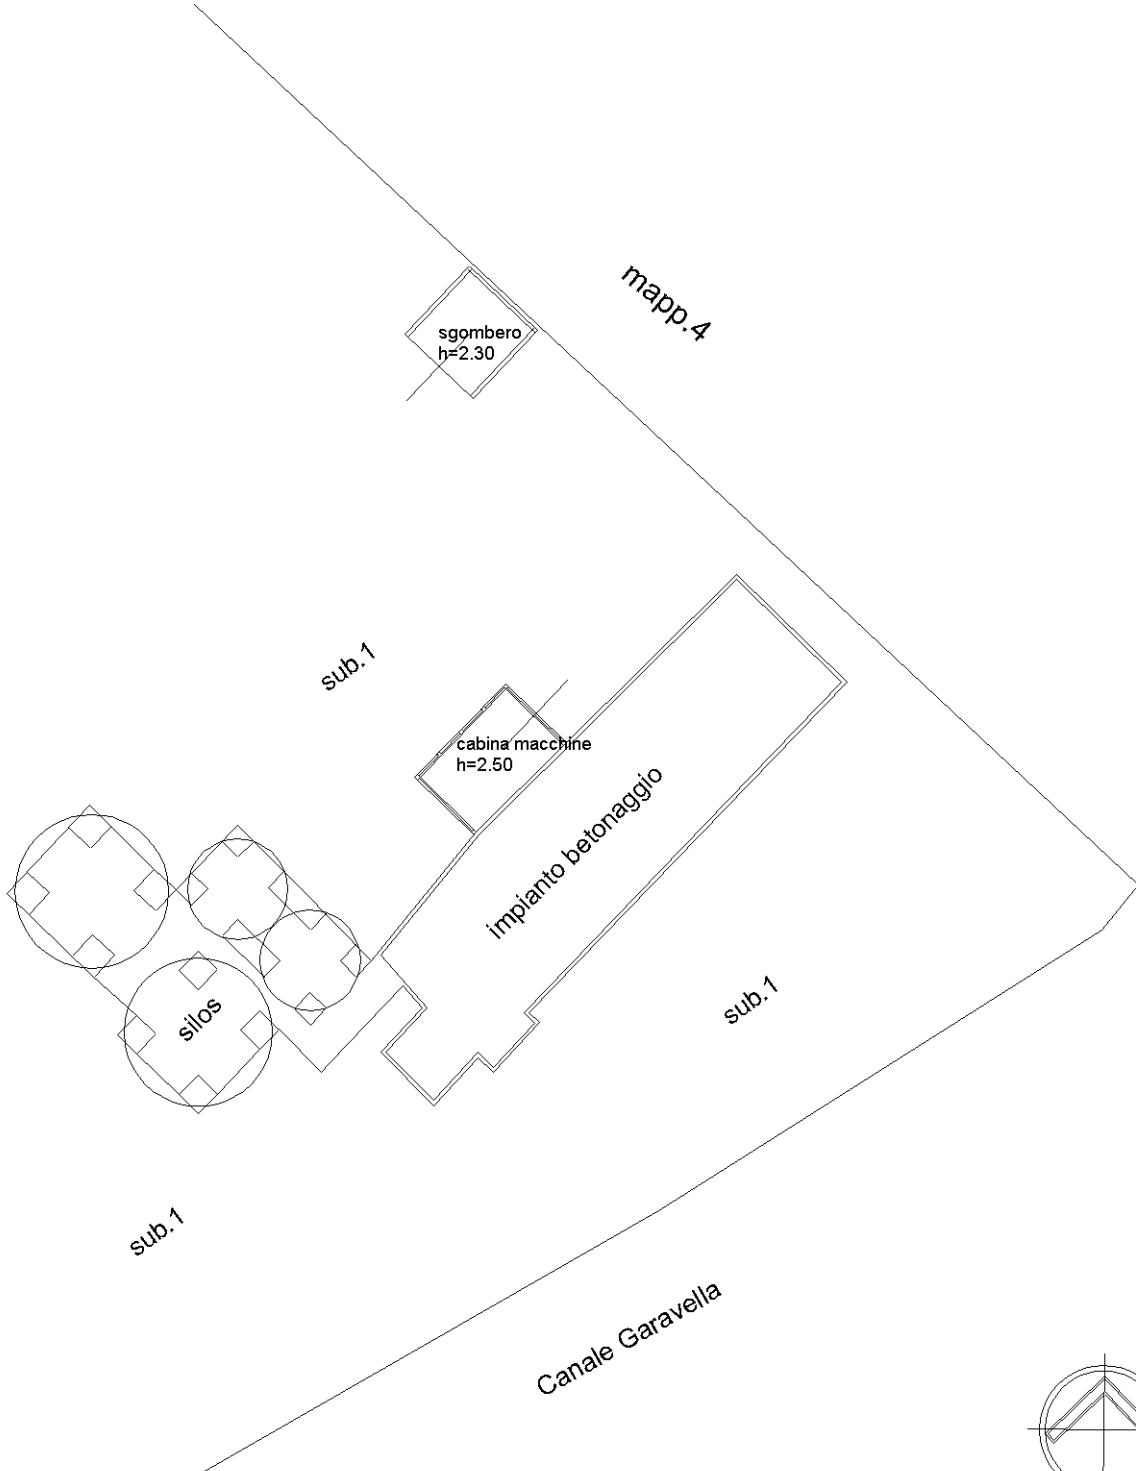 mapp.4
sgombero
h=2.30
sub.1
cabina macchine
h=2.50
impianto betonaggio
silos
sub.1
sub.1
Canale Garavella